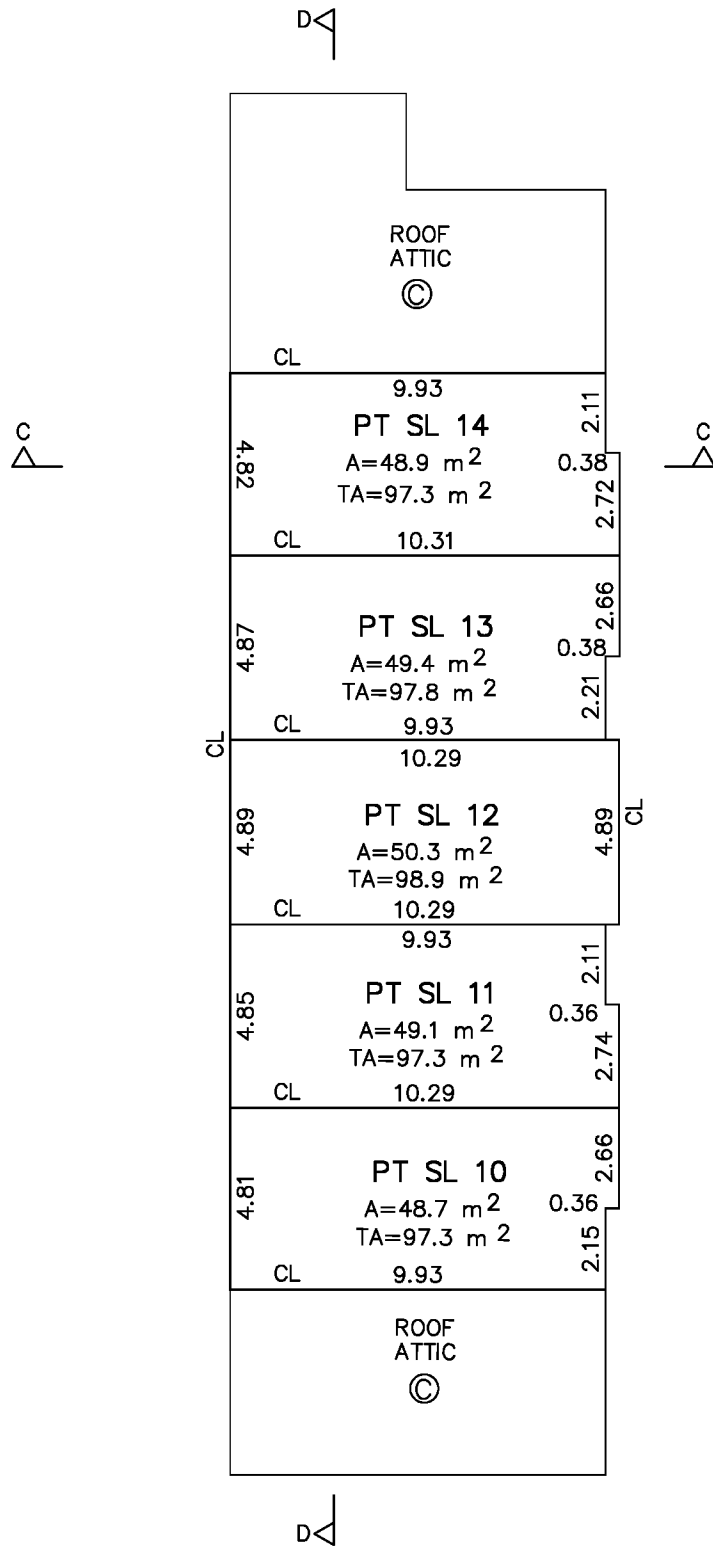 D
ROOF
ATTIC
©
CL
9.93
2.11
PT SL 14
C
C
4.82
A=48.9 m²
0.38
TA=97.3 m²
2.72
CL
10.31
2.66
PT SL 13
0.38
4.87
A=49.4 m²
TA=97.8 m²
2.21
CL
9.93
CL
10.29
PT SL 12
CL
4.89
4.89
A=50.3 m²
TA=98.9 m²
CL
10.29
9.93
2.11
PT SL 11
4.85
0.36
A=49.1 m²
2.74
TA=97.3 m²
CL
10.29
2.66
PT SL 10
4.81
A=48.7 m²
0.36
TA=97.3 m²
2.15
CL
9.93
ROOF
ATTIC
©
D